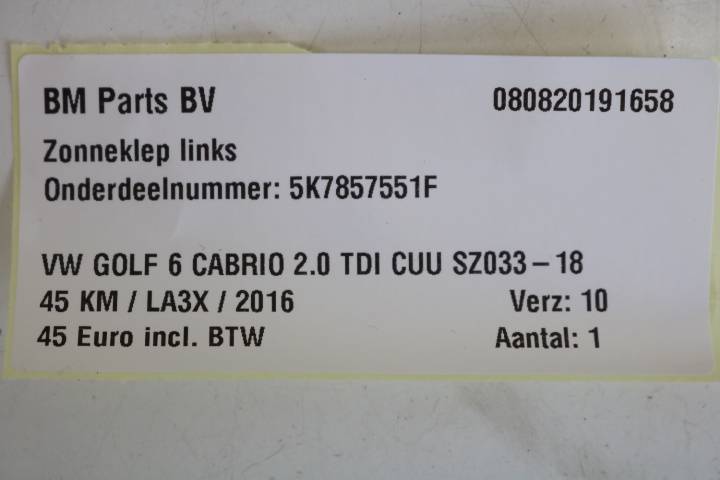 BM Parts BV 080820191658
Zonneklep links
Onderdeelnummer: 5K7857551F
VW GOLF 6 CABRIO 2.0 TDI CUU SZ033-18
45 KM / LA3X / 2016 Verz: 10
45 Euro incl. BTW Aantal: 1